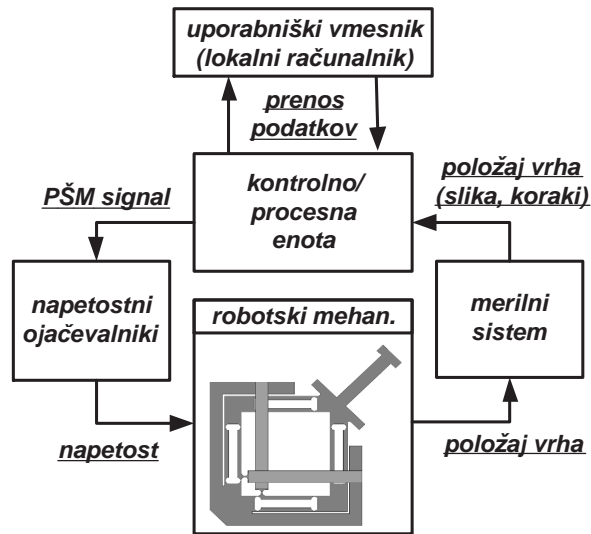 uporabniški vmesnik
(lokalni računalnik)
prenos
podatkov
položaj vrha
(slika, koraki)
PŠM signal
kontrolno/
procesna
enota
napetostni
ojačevalniki
robotski mehan.
merilni
sistem
napetost
položaj vrha